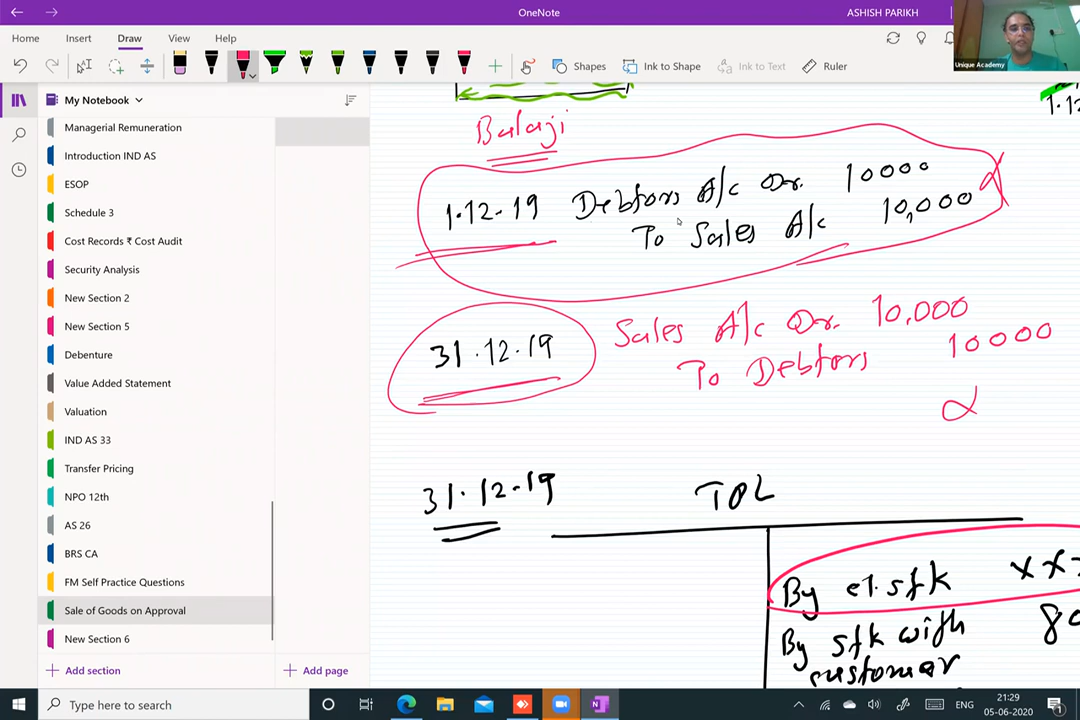 OneNote
ASHISH PARIKH
Unique Academy
Home Insert Draw View Help
Shapes Ink to Shape Ink to Text Ruler
My Notebook
Managerial Remuneration
Introduction IND AS
ESOP
Schedule 3
Cost Records ₹ Cost Audit
Security Analysis
New Section 2
New Section 5
Debenture
Value Added Statement
Valuation
IND AS 33
Transfer Pricing
NPO 12th
AS 26
BRS CA
FM Self Practice Questions
Sale of Goods on Approval
New Section 6
Add section
Add page
Balaji
1.12
1.12.19 Debtors A/c Dr. 10000
To Sales A/c 10,000
31.12.19 Sales A/c Dr. 10,000
To Debtors 10000
31.12.19
By cl. stk
By stk with
customer
Type here to search
ENG
21:29
05-06-2020
1